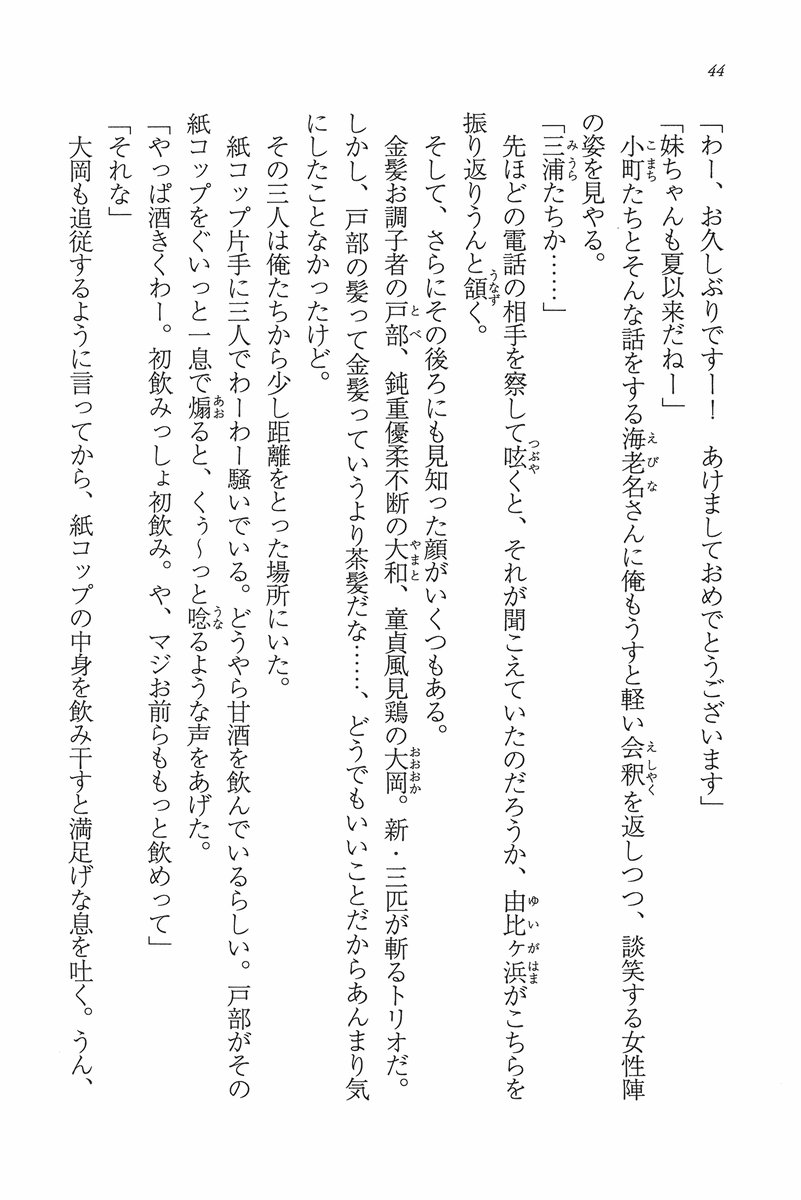 44
「わー、お久しぶりですー!　あけましておめでとうございます」
「妹ちゃんも夏以来だねー」
　小町たちとそんな話をする海老名さんに俺もうすと軽い会釈を返しつつ、談笑する女性陣
の姿を見やる。
「三浦たちか……」
　先ほどの電話の相手を察して呟くと、それが聞こえていたのだろうか、由比ヶ浜がこちらを
振り返りうんと頷く。
　そして、さらにその後ろにも見知った顔がいくつもある。
　金髪お調子者の戸部、鈍重優柔不断の大和、童貞風見鶏の大岡。新・三匹が斬るトリオだ。
しかし、戸部の髪って金髪っていうより茶髪だな……、どうでもいいことだからあんまり気
にしたことなかったけど。
　その三人は俺たちから少し距離をとった場所にいた。
　紙コップ片手に三人でわーわー騒いでいる。どうやら甘酒を飲んでいるらしい。戸部がその
紙コップをぐいっと一息で煽ると、くぅ〜っと唸るような声をあげた。
「やっぱ酒きくわー。初飲みっしょ初飲み。や、マジお前らももっと飲めって」
「それな」
　大岡も追従するように言ってから、紙コップの中身を飲み干すと満足げな息を吐く。うん、